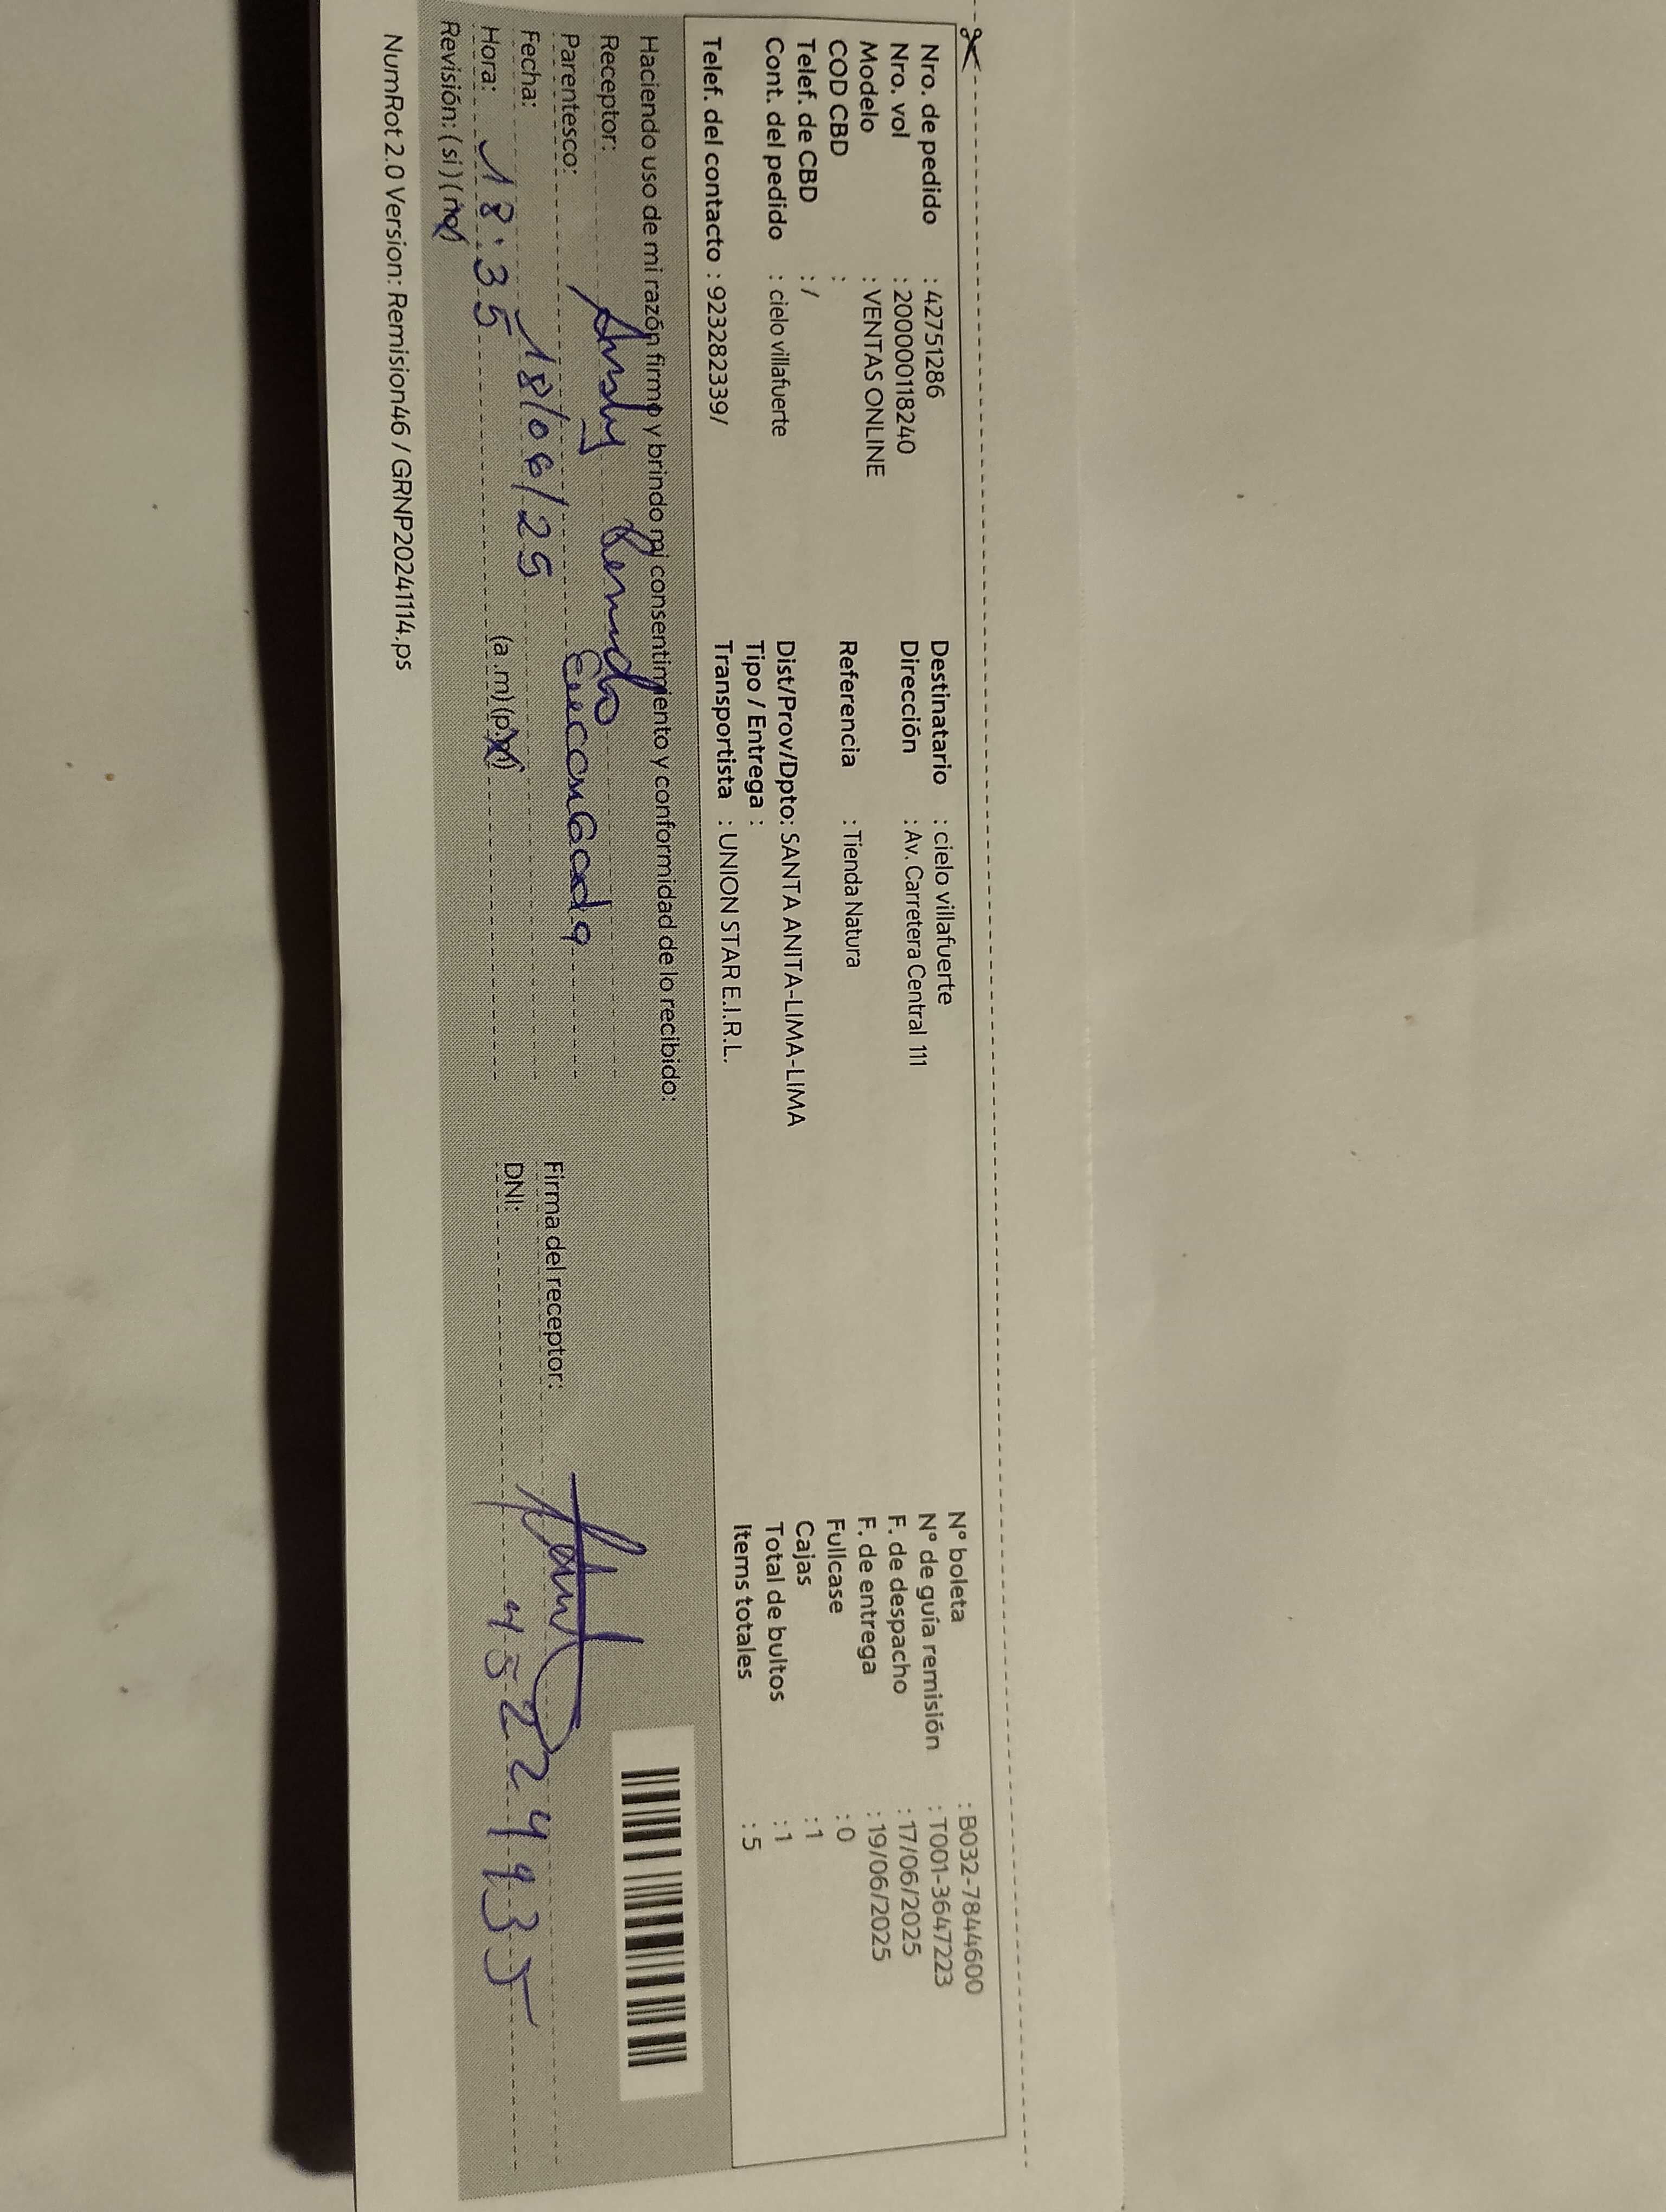 Nro. de pedido : 42751286
Nro. vol : 2000000118240
Modelo : VENTAS ONLINE
COD CBD :
Telef. de CBD : /
Cont. del pedido : cielo villafuerte
Telef. del contacto : 923282339/
Destinatario : cielo villafuerte
Dirección : Av. Carretera Central 111
Referencia : Tienda Natura
Dist/Prov/Dpto: SANTA ANITA-LIMA-LIMA
Tipo / Entrega :
Transportista : UNION STAR E.I.R.L.
N° boleta : B032-7844600
N° de guía remisión : T001-3647223
F. de despacho : 17/06/2025
F. de entrega : 19/06/2025
Fullcase : 0
Cajas : 1
Total de bultos : 1
Items totales : 5
Haciendo uso de mi razón firmo y brindo mi consentimiento y conformidad de lo recibido:
Receptor:
Parentesco:
Fecha: 18/06/25
Hora: 18:35 (a.m)(p.m)
Revisión: (si)(no)
Firma del receptor:
DNI:
NumRot 2.0 Version: Remision46 / GRNP20241114.ps